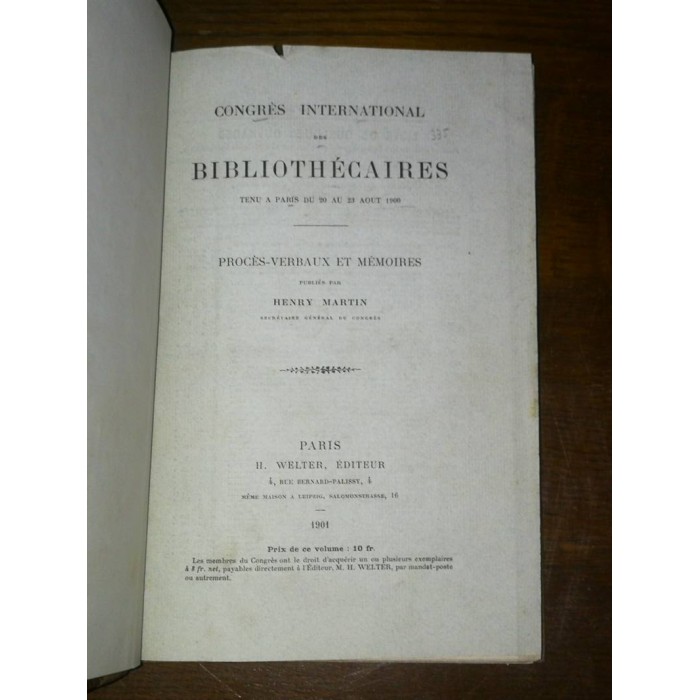 CONGRÈS INTERNATIONAL
DES
BIBLIOTHÉCAIRES
TENU A PARIS DU 20 AU 23 AOUT 1900
PROCÈS-VERBAUX ET MÉMOIRES
PUBLIÉS PAR
HENRY MARTIN
SECRÉTAIRE GÉNÉRAL DU CONGRÈS
PARIS
H. WELTER, ÉDITEUR
4, RUE BERNARD-PALISSY, 4
MÊME MAISON A LEIPZIG, SALOMONSTRASSE, 16
1901
Prix de ce volume : 10 fr.
Les membres du Congrès ont le droit d'acquérir un ou plusieurs exemplaires
à 8 fr. net, payables directement à l'Éditeur, M. H. WELTER, par mandat-poste
ou autrement.